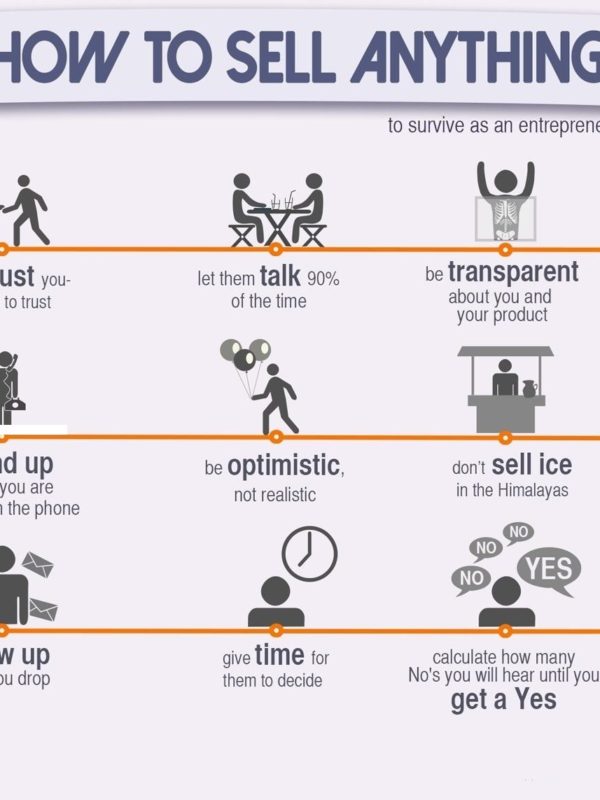 HOW TO SELL ANYTHING
to survive as an entreprene
ust you-
to trust
let them talk 90%
of the time
be transparent
about you and
your product
nd up
you are
n the phone
be optimistic,
not realistic
don't sell ice
in the Himalayas
NO
NO
NO
YES
w up
ou drop
give time for
them to decide
calculate how many
No's you will hear until you
get a Yes